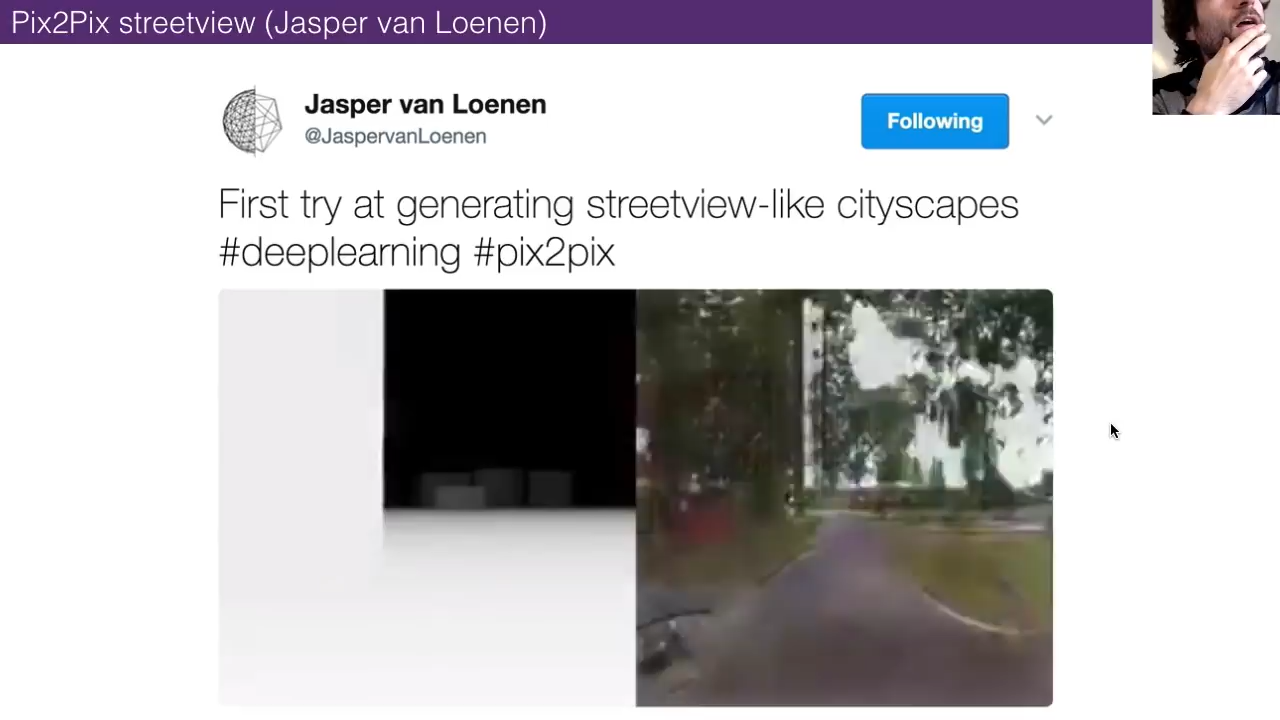 Pix2Pix streetview (Jasper van Loenen)
Jasper van Loenen
@JaspervanLoenen
Following
First try at generating streetview-like cityscapes
#deeplearning #pix2pix